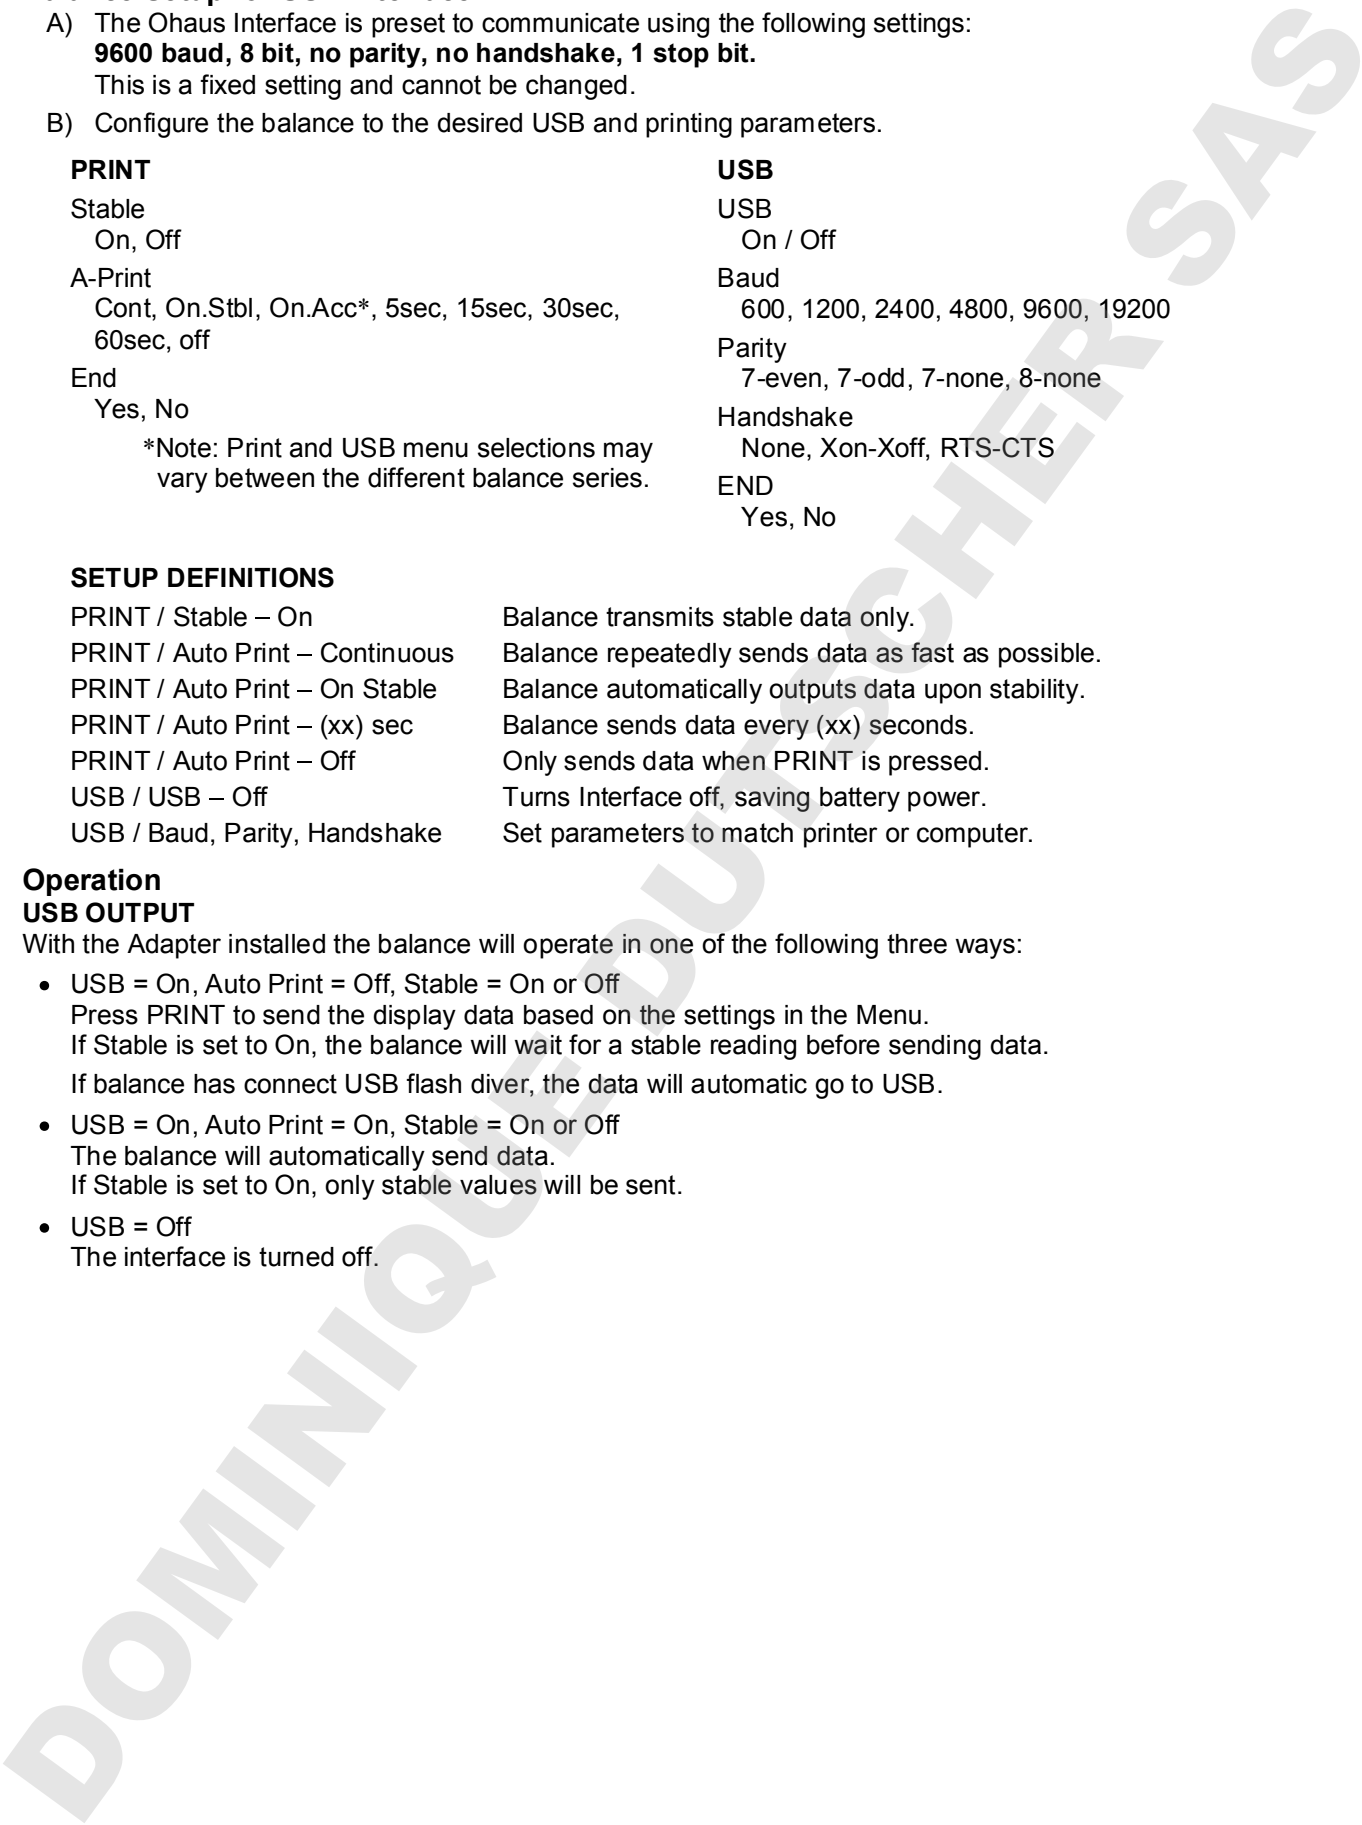 A) The Ohaus Interface is preset to communicate using the following settings:
9600 baud, 8 bit, no parity, no handshake, 1 stop bit.
This is a fixed setting and cannot be changed.
B) Configure the balance to the desired USB and printing parameters.
PRINT
Stable
On, Off
A-Print
Cont, On.Stbl, On.Acc*, 5sec, 15sec, 30sec,
60sec, off
End
Yes, No
*Note: Print and USB menu selections may
vary between the different balance series.
USB
USB
On / Off
Baud
600, 1200, 2400, 4800, 9600, 19200
Parity
7-even, 7-odd, 7-none, 8-none
Handshake
None, Xon-Xoff, RTS-CTS
END
Yes, No
SETUP DEFINITIONS
PRINT / Stable – On Balance transmits stable data only.
PRINT / Auto Print – Continuous Balance repeatedly sends data as fast as possible.
PRINT / Auto Print – On Stable Balance automatically outputs data upon stability.
PRINT / Auto Print – (xx) sec Balance sends data every (xx) seconds.
PRINT / Auto Print – Off Only sends data when PRINT is pressed.
USB / USB – Off Turns Interface off, saving battery power.
USB / Baud, Parity, Handshake Set parameters to match printer or computer.
Operation
USB OUTPUT
With the Adapter installed the balance will operate in one of the following three ways:
• USB = On, Auto Print = Off, Stable = On or Off
Press PRINT to send the display data based on the settings in the Menu.
If Stable is set to On, the balance will wait for a stable reading before sending data.
If balance has connect USB flash diver, the data will automatic go to USB.
• USB = On, Auto Print = On, Stable = On or Off
The balance will automatically send data.
If Stable is set to On, only stable values will be sent.
• USB = Off
The interface is turned off.
DOMINIQUE DUTSCHER SAS